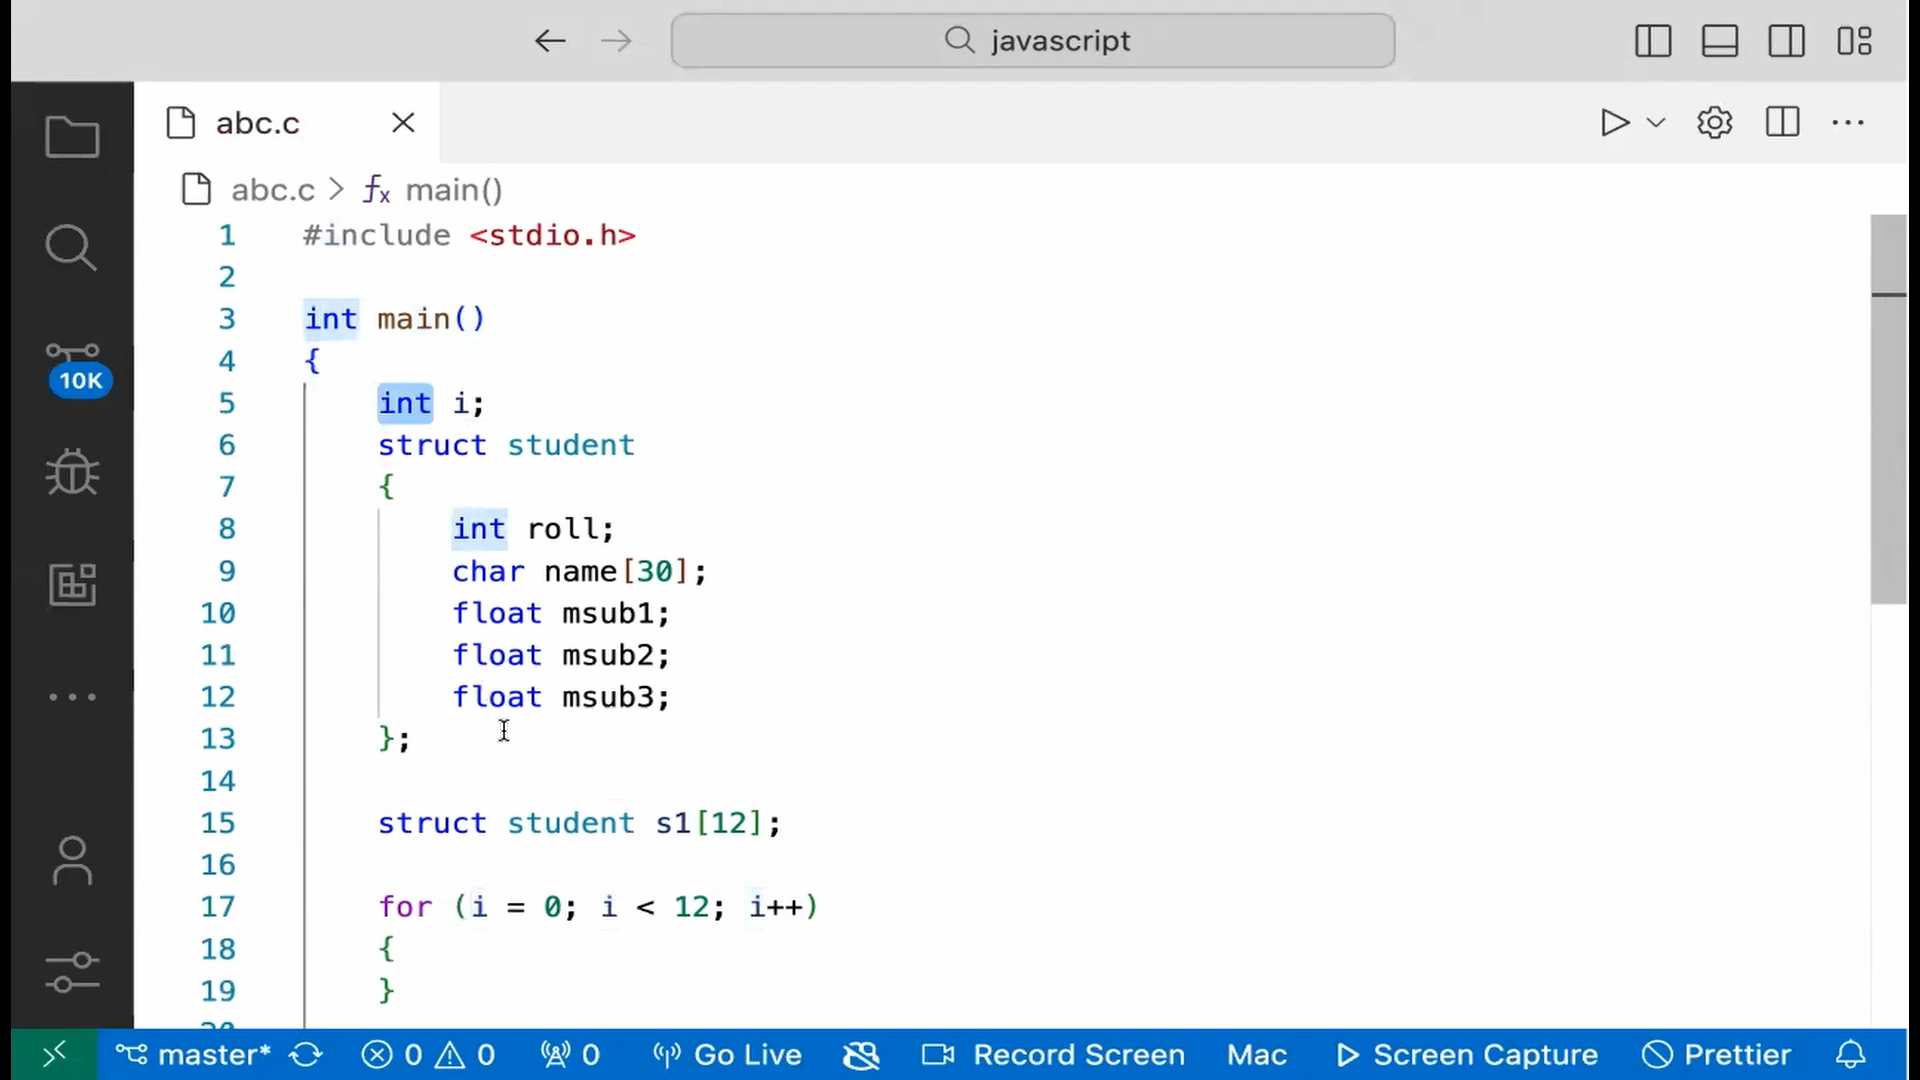 javascript
abc.c
abc.c > fx main()
1 #include <stdio.h>
2
3 int main()
4 {
5 int i;
6 struct student
7 {
8 int roll;
9 char name[30];
10 float msub1;
11 float msub2;
12 float msub3;
13 };
14
15 struct student s1[12];
16
17 for (i = 0; i < 12; i++)
18 {
19 }
10K
master* 0 0 0 Go Live Record Screen Mac Screen Capture Prettier